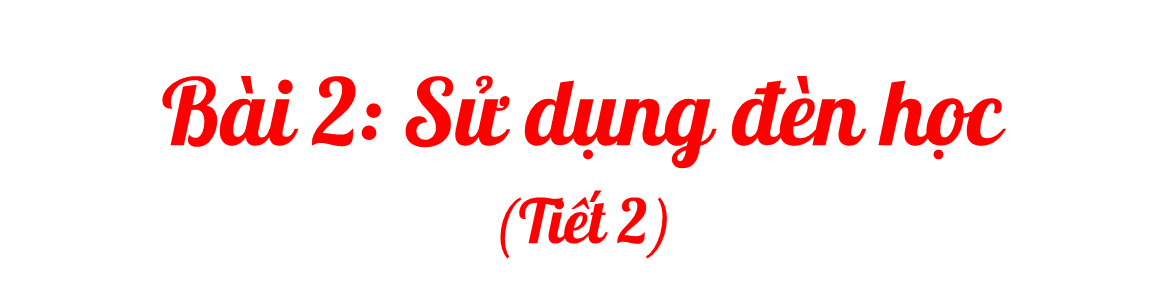 Bài 2: Sử dụng đèn học
(Tiết 2)